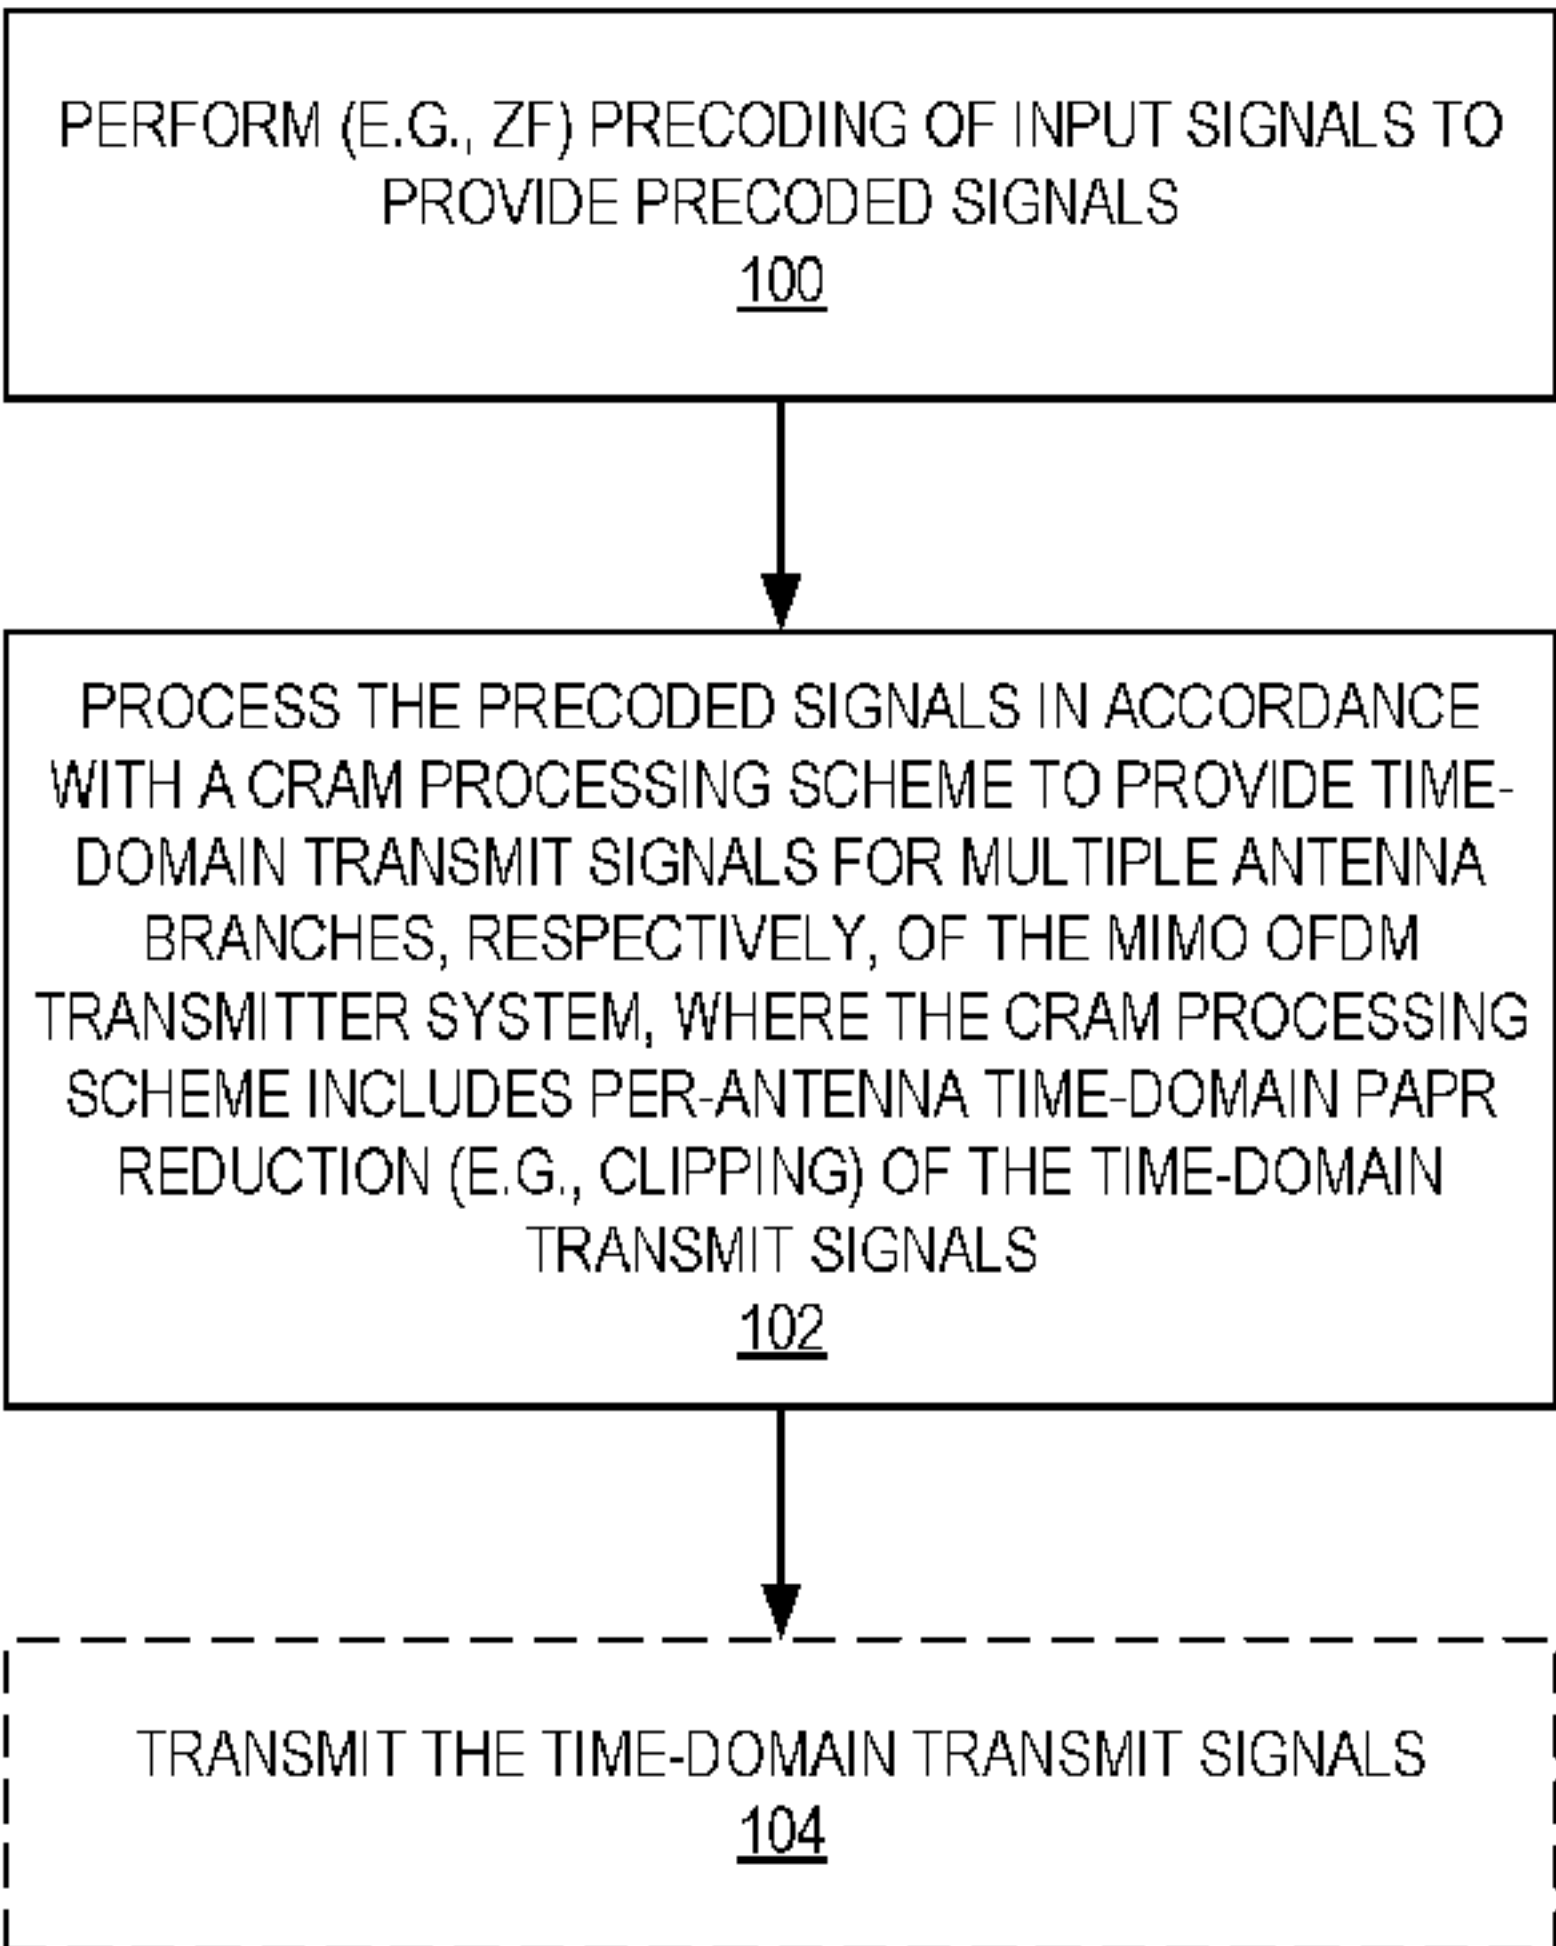 PERFORM (E.G., ZF) PRECODING OF INPUT SIGNALS TO
PROVIDE PRECODED SIGNALS
100
PROCESS THE PRECODED SIGNALS IN ACCORDANCE
WITH A CRAM PROCESSING SCHEME TO PROVIDE TIME-
DOMAIN TRANSMIT SIGNALS FOR MULTIPLE ANTENNA
BRANCHES, RESPECTIVELY, OF THE MIMO OFDM
TRANSMITTER SYSTEM, WHERE THE CRAM PROCESSING
SCHEME INCLUDES PER-ANTENNA TIME-DOMAIN PAPR
REDUCTION (E.G., CLIPPING) OF THE TIME-DOMAIN
TRANSMIT SIGNALS
102
TRANSMIT THE TIME-DOMAIN TRANSMIT SIGNALS
104